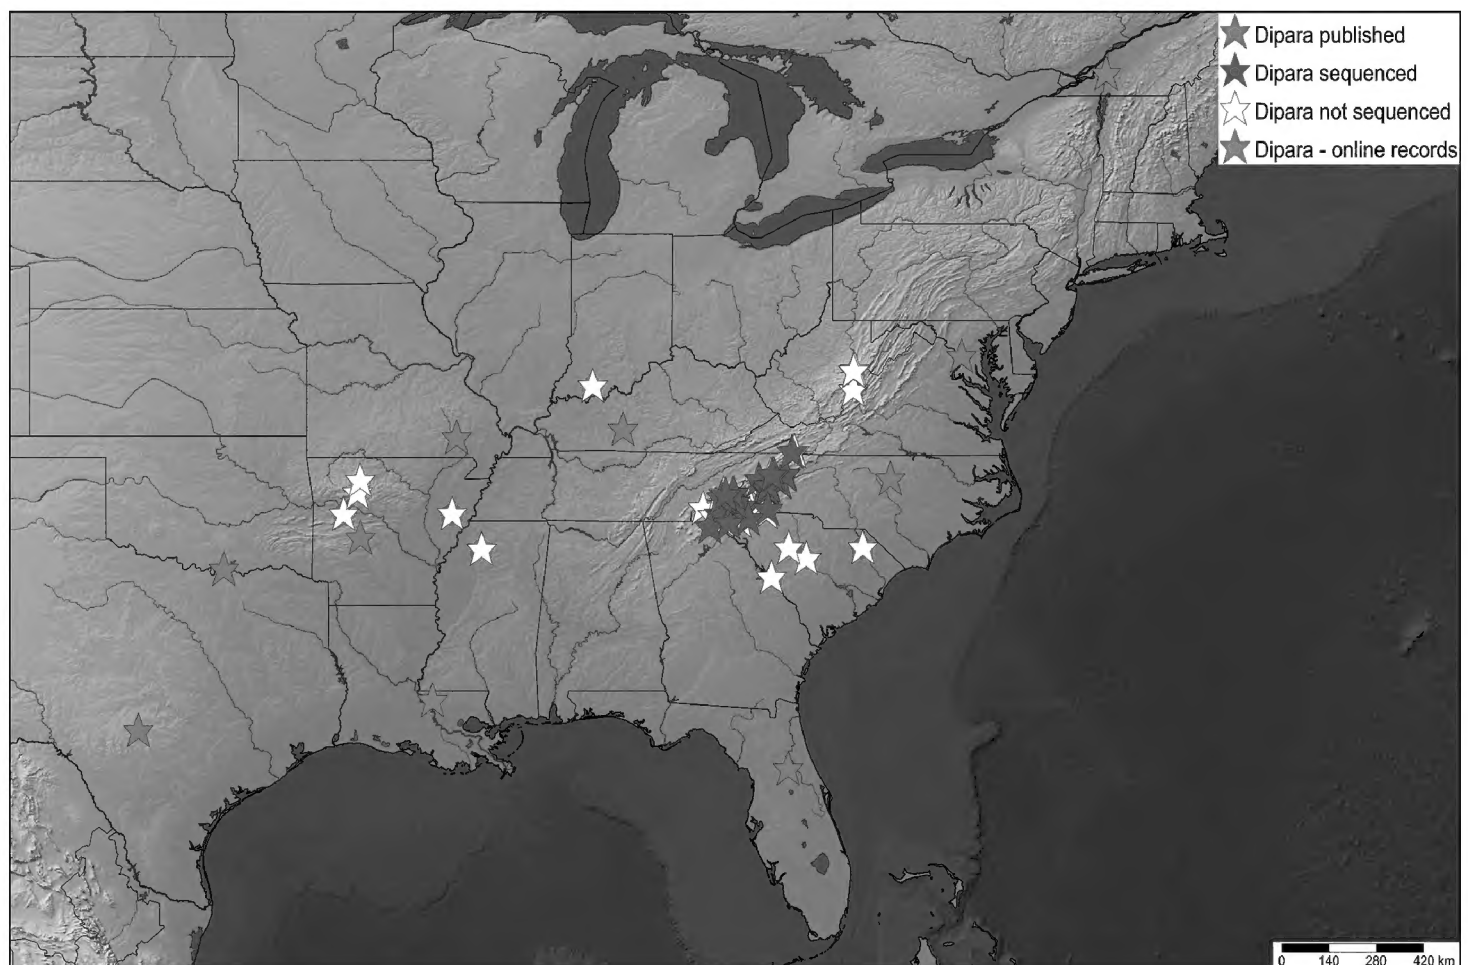 Dipara published
Dipara sequenced
Dipara not sequenced
Dipara - online records
0 140 280 420 km